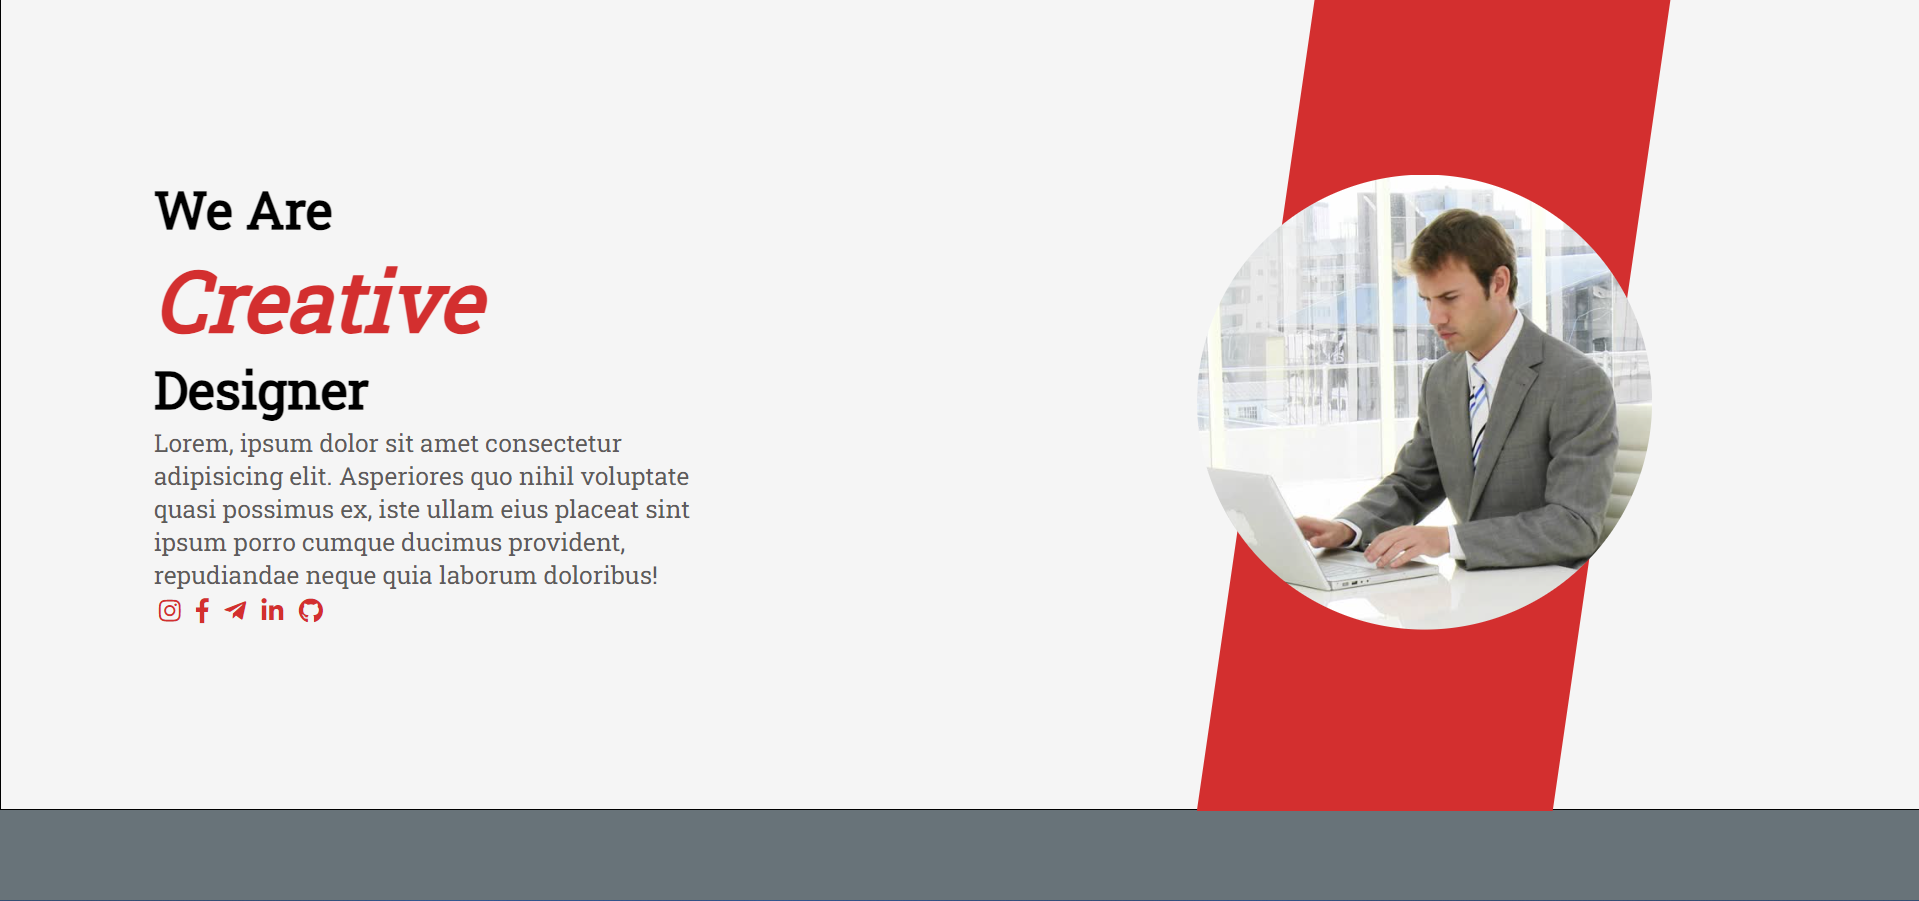 We Are
Creative
Designer
Lorem, ipsum dolor sit amet consectetur
adipisicing elit. Asperiores quo nihil voluptate
quasi possimus ex, iste ullam eius placeat sint
ipsum porro cumque ducimus provident,
repudiandae neque quia laborum doloribus!